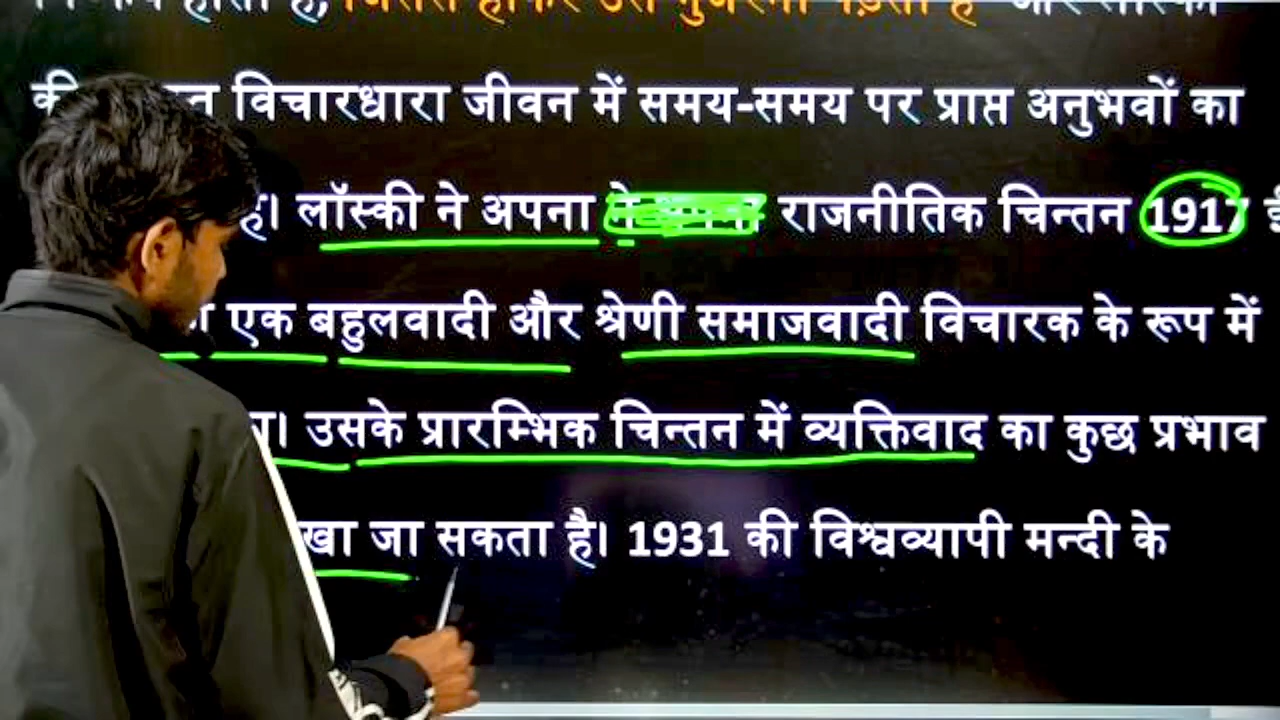 की विचारधारा जीवन में समय-समय पर प्राप्त अनुभवों का
है। लॉस्की ने अपना राजनीतिक चिन्तन 1917
एक बहुलवादी और श्रेणी समाजवादी विचारक के रूप में
उसके प्रारम्भिक चिन्तन में व्यक्तिवाद का कुछ प्रभाव
जा सकता है। 1931 की विश्वव्यापी मन्दी के